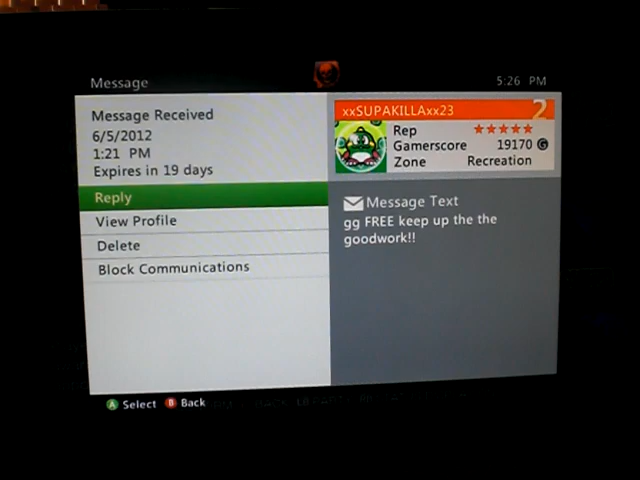 Message
5:26 PM
Message Received
6/5/2012
1:21 PM
Expires in 19 days
Reply
View Profile
Delete
Block Communications
xxSUPAKILLAxx23
2
Rep ★★★★★
Gamerscore 19170 G
Zone Recreation
Message Text
gg FREE keep up the the
goodwork!!
A Select B Back